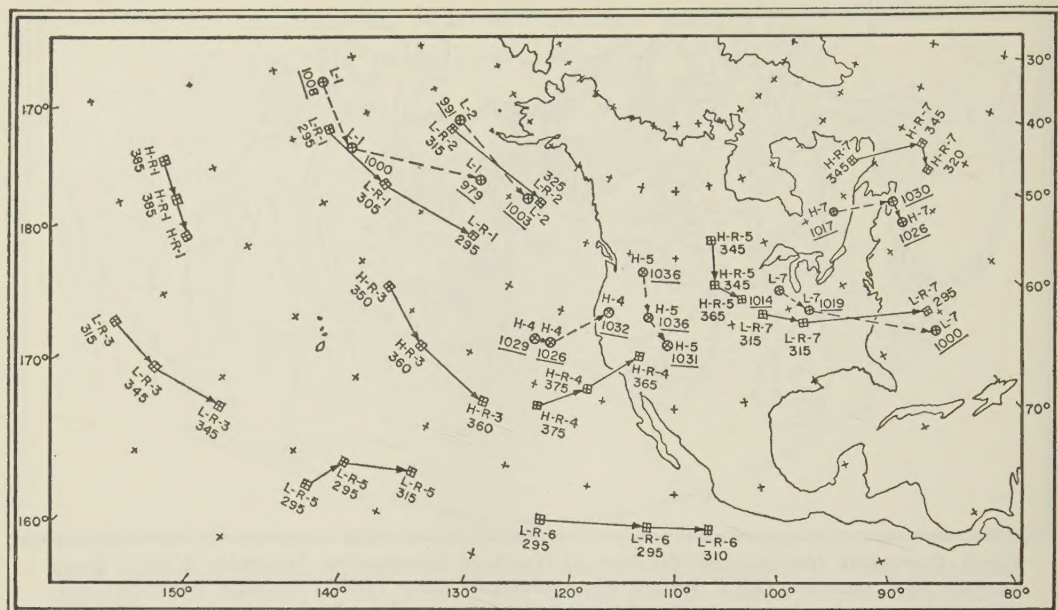 170°
180°
170°
160°
150°
140°
130°
120°
110°
100°
90°
80°
30°
40°
50°
60°
70°
L-1
1008
L-R-1
295
L-1
1000
L-R-1
305
L-1
979
L-R-1
295
L-2
991
L-R-2
315
325
L-R-2
L-2
1003
H-R-1
385
H-R-1
385
H-R-1
L-R-3
315
L-R-3
345
L-R-3
345
H-R-3
350
H-R-3
360
H-R-3
360
L-R-5
295
L-R-5
295
L-R-5
315
L-R-6
295
L-R-6
295
L-R-6
310
H-4
1029
H-4
1026
H-4
1032
H-R-4
375
H-R-4
375
H-R-4
365
H-5
1036
H-5
1036
H-5
1031
H-R-5
345
H-R-5
345
H-R-5
365
L-7
1014
L-7
1019
L-7
1000
L-R-7
315
L-R-7
315
L-R-7
295
H-7
1017
1030
H-7
1026
H-R-7
345
H-R-7
345
H-R-7
320